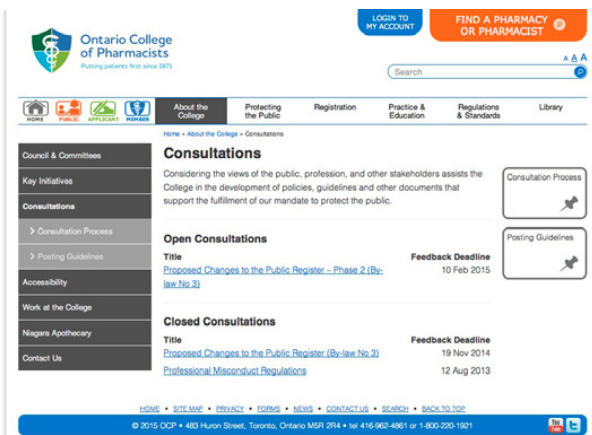 Ontario College
of Pharmacists
Putting patients first since 1871
LOGIN TO
MY ACCOUNT
FIND A PHARMACY
OR PHARMACIST
A A A
Search
HOME
PUBLIC
APPLICANT
MEMBER
About the
College
Protecting
the Public
Registration
Practice &
Education
Regulations
& Standards
Library
Home » About the College » Consultations
Council & Committees
Key Initiatives
Consultations
> Consultation Process
> Posting Guidelines
Accessibility
Work at the College
Niagara Apothecary
Contact Us
Consultations
Considering the views of the public, profession, and other stakeholders assists the
College in the development of policies, guidelines and other documents that
support the fulfillment of our mandate to protect the public.
Open Consultations
Title Feedback Deadline
Proposed Changes to the Public Register – Phase 2 (By- 10 Feb 2015
law No 3)
Closed Consultations
Title Feedback Deadline
Proposed Changes to the Public Register (By-law No 3) 19 Nov 2014
Professional Misconduct Regulations 12 Aug 2013
Consultation Process
Posting Guidelines
HOME • SITE MAP • PRIVACY • FORMS • NEWS • CONTACT US • SEARCH • BACK TO TOP
© 2015 OCP • 483 Huron Street, Toronto, Ontario M5R 2R4 • tel 416-962-4861 or 1-800-220-1921
You
Tube